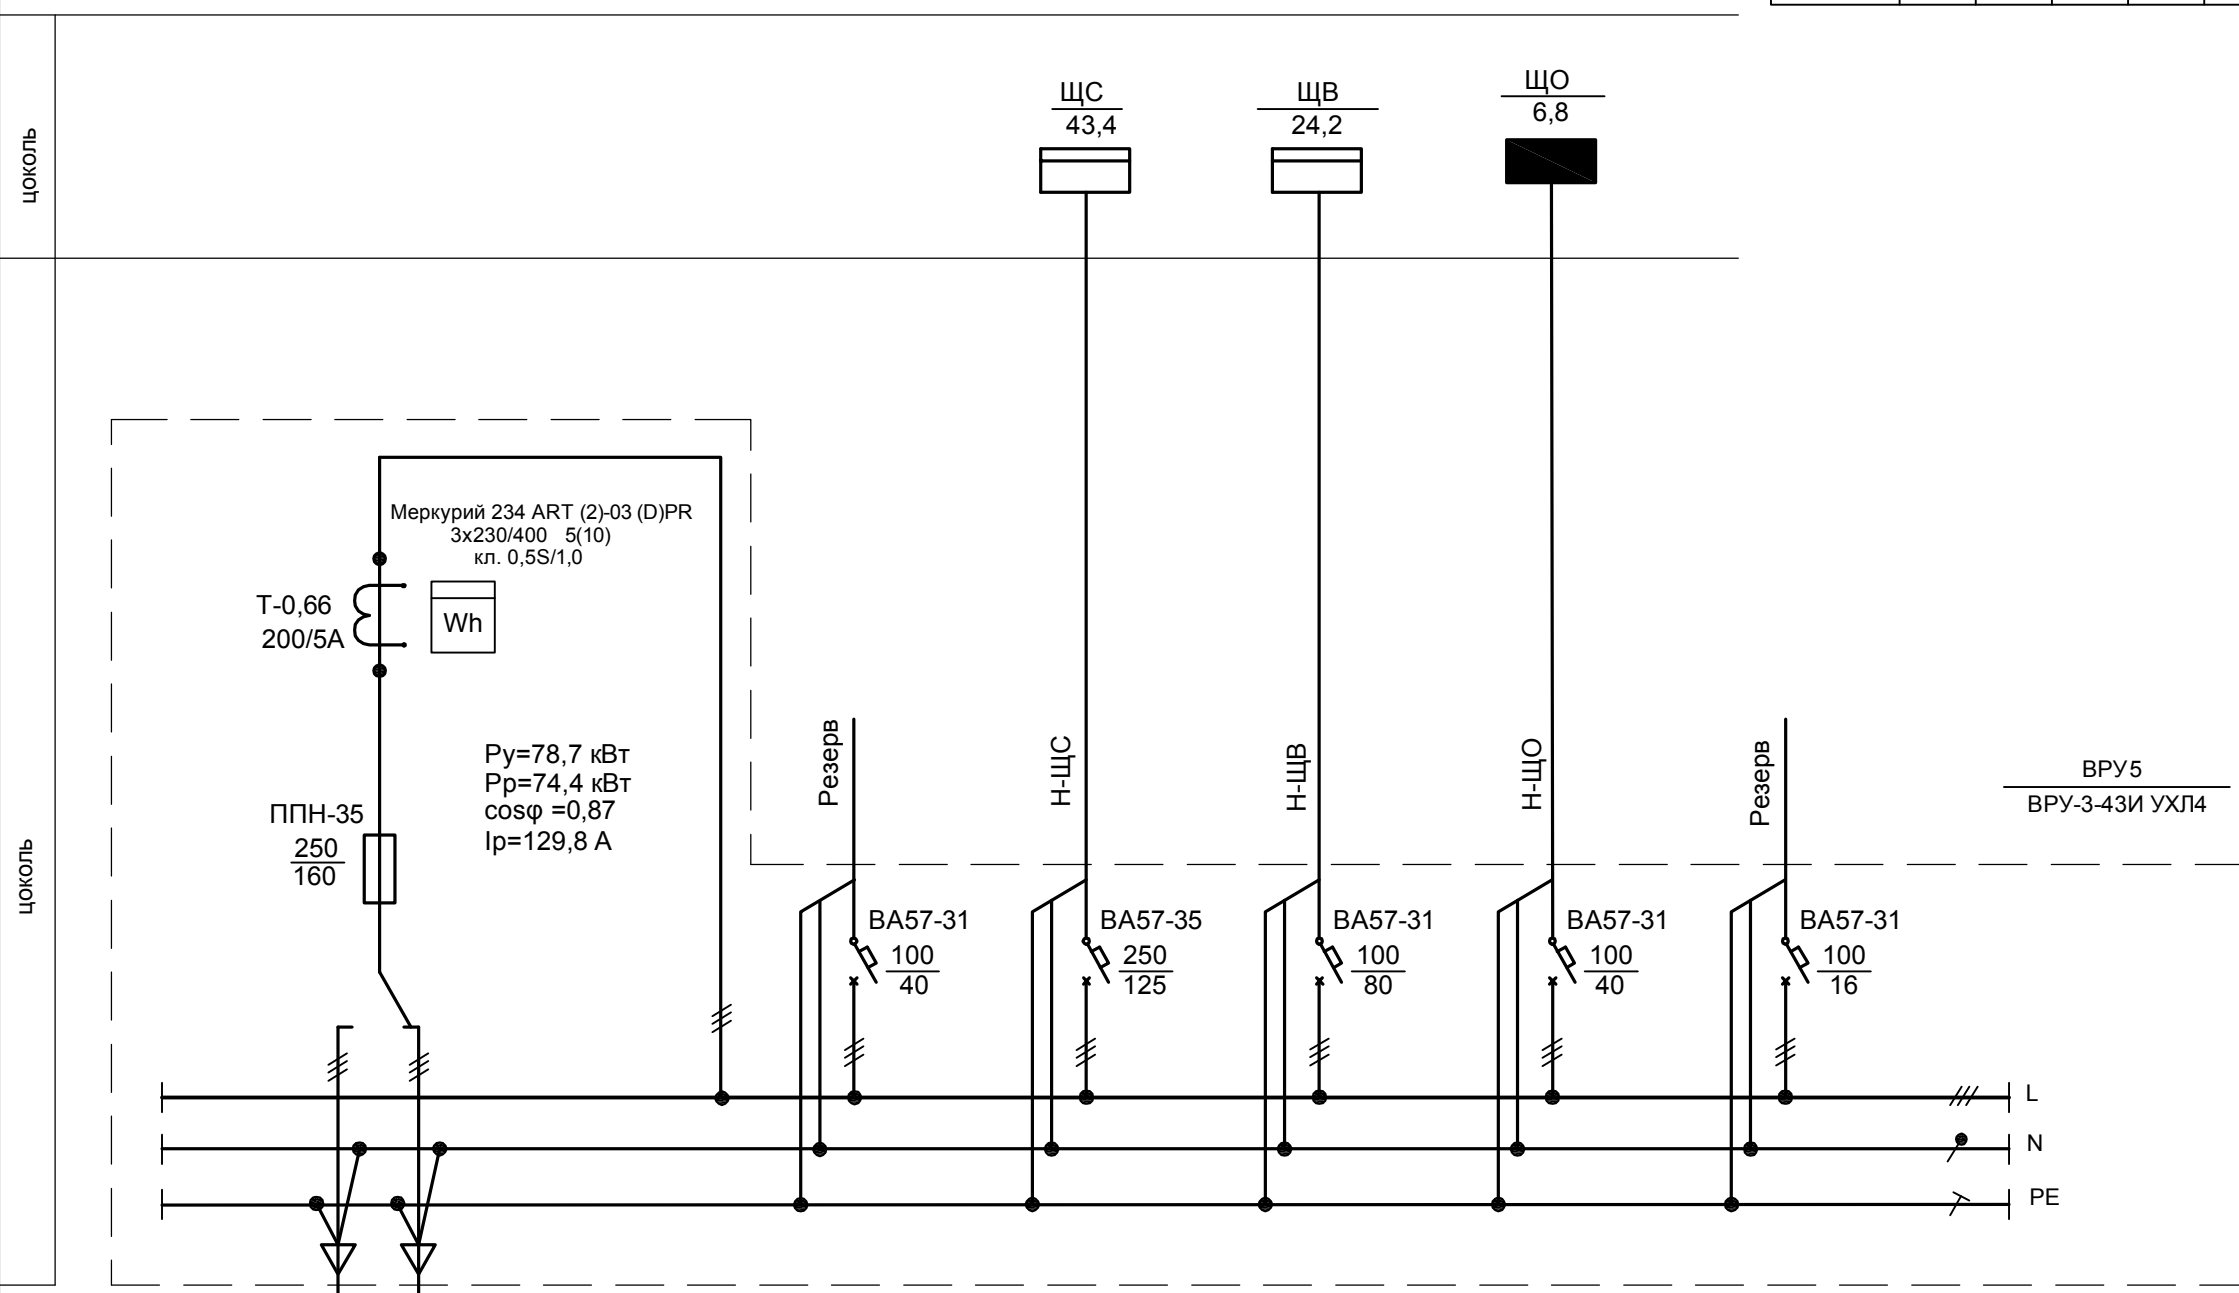 цоколь
ЩС
43,4
ЩВ
24,2
ЩО
6,8
цоколь
Меркурий 234 ART (2)-03 (D)PR
3x230/400 5(10)
кл. 0,5S/1,0
Т-0,66
200/5А
Wh
Ру=78,7 кВт
Рр=74,4 кВт
cosφ =0,87
Iр=129,8 А
ППН-35
250
160
Резерв
Н-ЩС
Н-ЩВ
Н-ЩО
Резерв
ВРУ5
ВРУ-3-43И УХЛ4
ВА57-31
100
40
ВА57-35
250
125
ВА57-31
100
80
ВА57-31
100
40
ВА57-31
100
16
L
N
PE